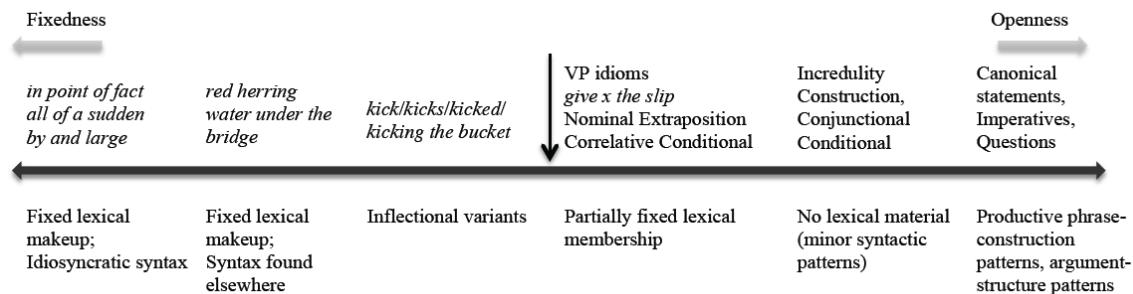 Fixedness
Openness
in point of fact
all of a sudden
by and large
red herring
water under the
bridge
kick/kicks/kicked/
kicking the bucket
VP idioms
give x the slip
Nominal Extraposition
Correlative Conditional
Incredulity
Construction,
Conjunctional
Conditional
Canonical
statements,
Imperatives,
Questions
Fixed lexical
makeup;
Idiosyncratic syntax
Fixed lexical
makeup;
Syntax found
elsewhere
Inflectional variants
Partially fixed lexical
membership
No lexical material
(minor syntactic
patterns)
Productive phrase-
construction
patterns, argument-
structure patterns